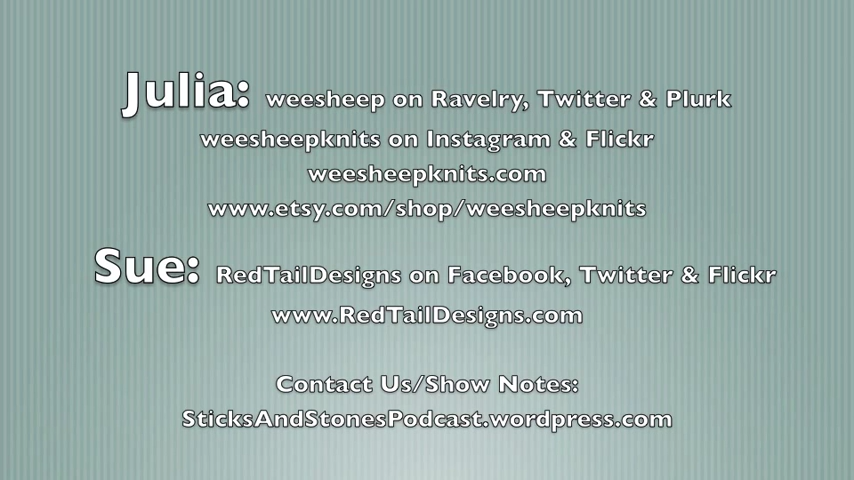 Julia: weesheep on Ravelry, Twitter & Plurk
weesheepknits on Instagram & Flickr
weesheepknits.com
www.etsy.com/shop/weesheepknits
Sue: RedTailDesigns on Facebook, Twitter & Flickr
www.RedTailDesigns.com
Contact Us/Show Notes:
SticksAndStonesPodcast.wordpress.com